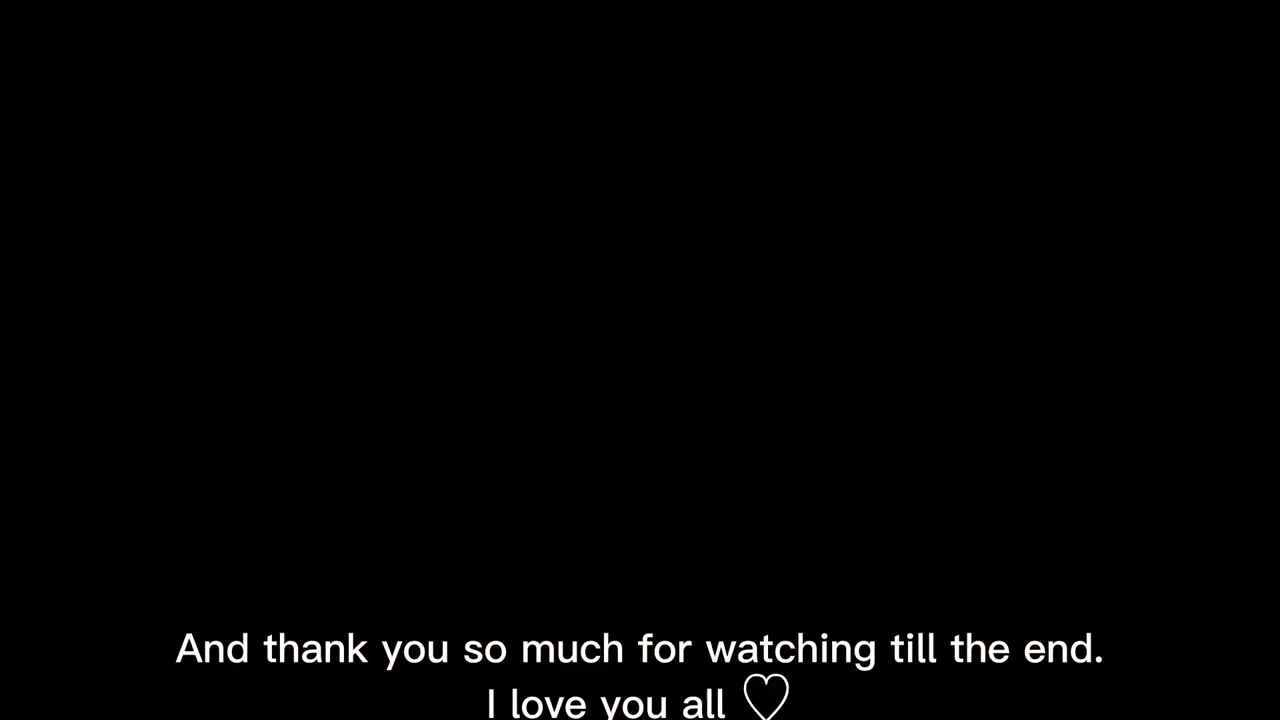 And thank you so much for watching till the end.
I love you all ♡